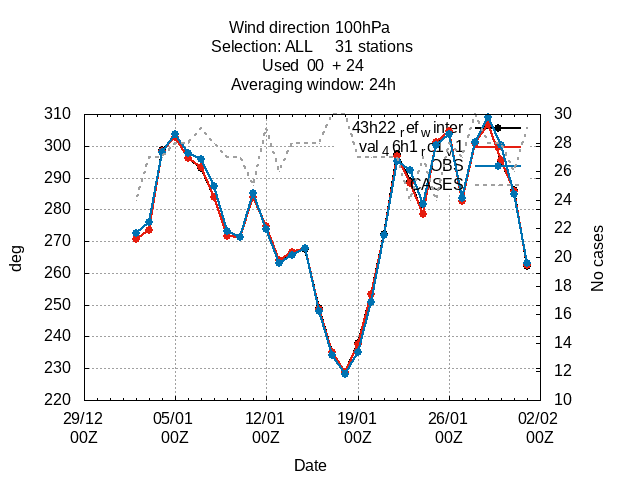 Wind direction 100hPa
Selection: ALL 31 stations
Used 00 + 24
Averaging window: 24h
310 30
43h22_ref_winter
300 28
val_46h1_rc1_v1
290 OBS 26
280 CASES 24
270 22
260 20
250 18
240 16
230 14
220 12
10
deg
No cases
29/12 05/01 12/01 19/01 26/01 02/02
00Z 00Z 00Z 00Z 00Z 00Z
Date